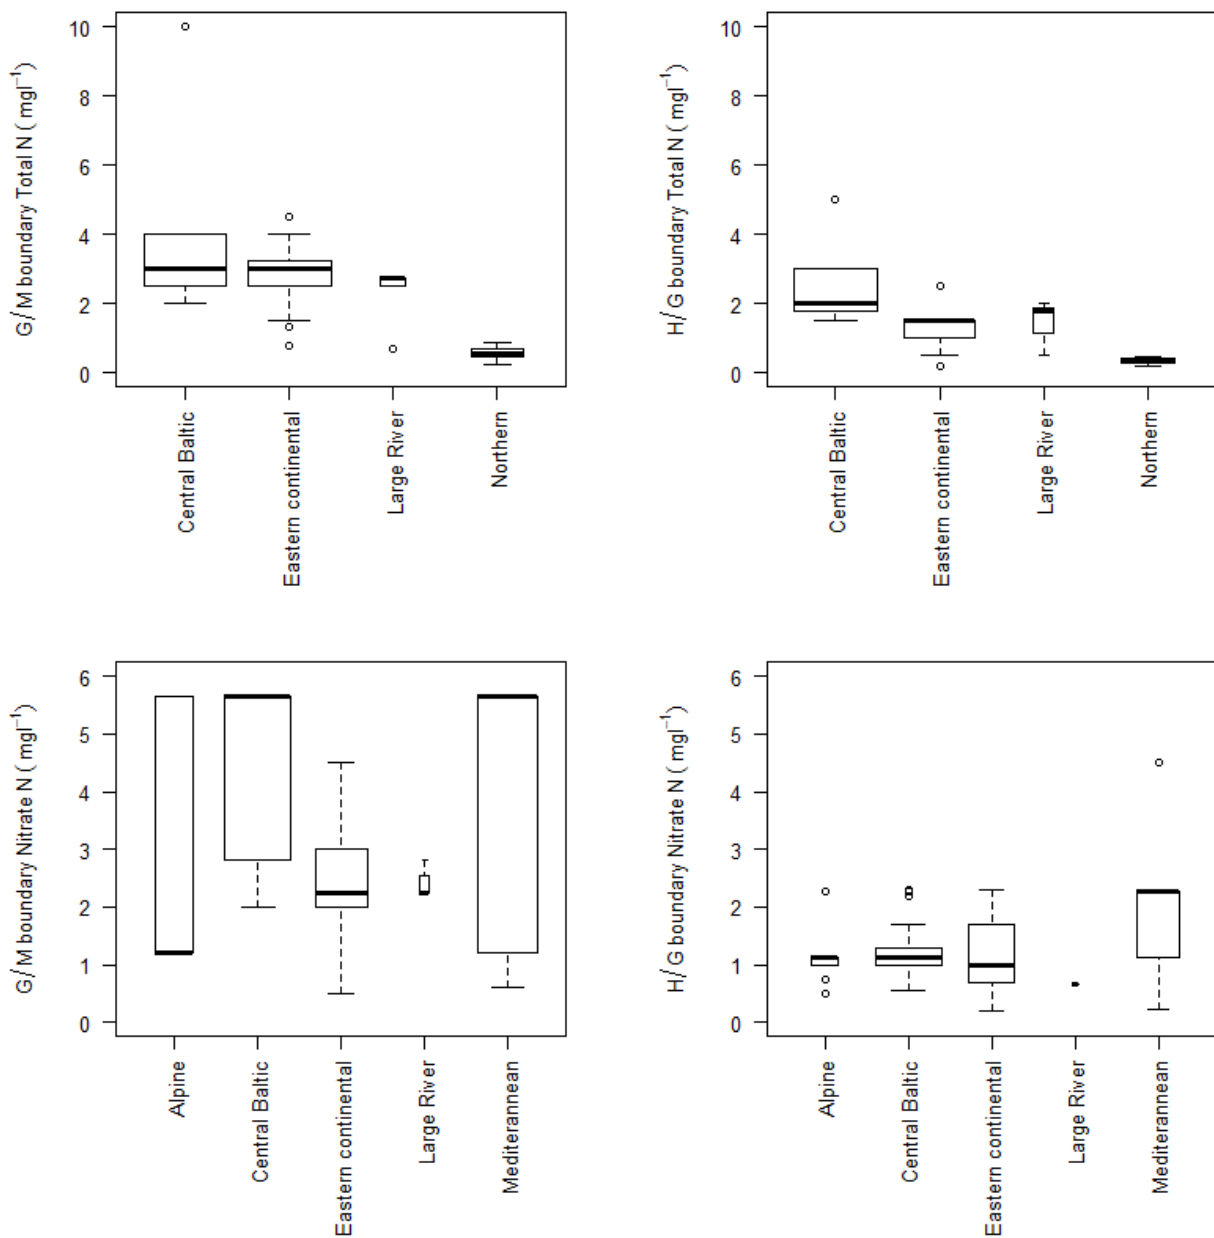 G/M boundary Total N ( mgl⁻¹)
10
8
6
4
2
0
Central Baltic
Eastern continental
Large River
Northern
H/G boundary Total N ( mgl⁻¹)
10
8
6
4
2
0
Central Baltic
Eastern continental
Large River
Northern
G/M boundary Nitrate N ( mgl⁻¹)
6
5
4
3
2
1
0
Alpine
Central Baltic
Eastern continental
Large River
Mediterannean
H/G boundary Nitrate N ( mgl⁻¹)
6
5
4
3
2
1
0
Alpine
Central Baltic
Eastern continental
Large River
Mediterannean